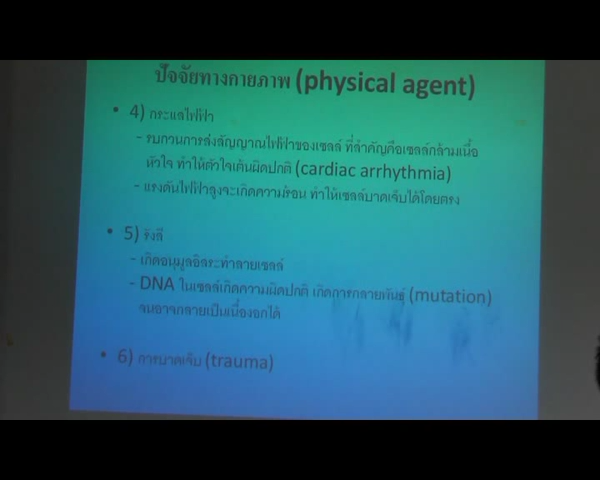 ปัจจัยทางกายภาพ (physical agent)
• 4) กระแสไฟฟ้า
- รบกวนการส่งสัญญาณไฟฟ้าของเซลล์ ที่สำคัญคือเซลล์กล้ามเนื้อ
หัวใจ ทำให้หัวใจเต้นผิดปกติ (cardiac arrhythmia)
- แรงดันไฟฟ้าสูงจะเกิดความร้อน ทำให้เซลล์บาดเจ็บได้โดยตรง
• 5) รังสี
- เกิดอนุมูลอิสระทำลายเซลล์
- DNA ในเซลล์เกิดความผิดปกติ เกิดการกลายพันธุ์ (mutation)
จนอาจกลายเป็นเนื้องอกได้
• 6) การบาดเจ็บ (trauma)